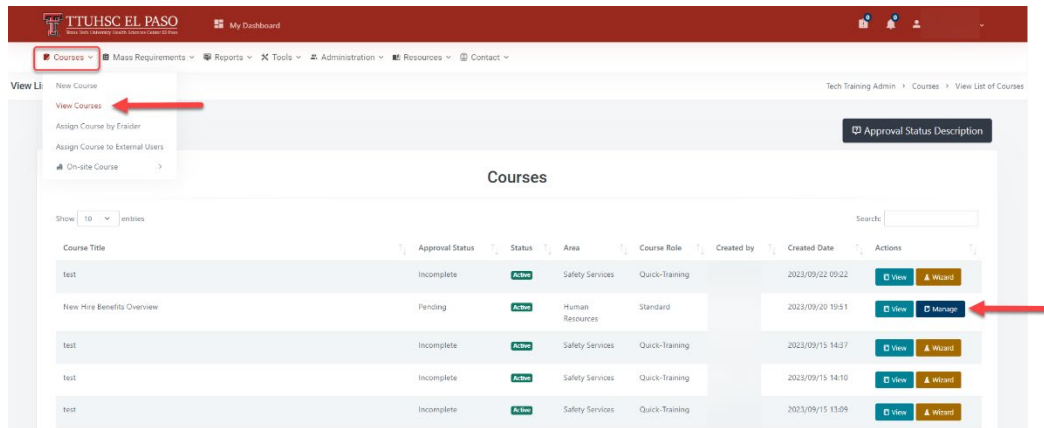 TTUHSC EL PASO
Texas Tech University Health Sciences Center El Paso
My Dashboard
Courses
Mass Requirements
Reports
Tools
Administration
Resources
Contact
View Li
New Course
View Courses
Assign Course by Eraider
Assign Course to External Users
On-site Course
Tech Training Admin > Courses > View List of Courses
Approval Status Description
Courses
Show 10 entries
Search:
Course Title Approval Status Status Area Course Role Created by Created Date Actions
test Incomplete Active Safety Services Quick-Training 2023/09/22 09:22 View Wizard
New Hire Benefits Overview Pending Active Human Resources Standard 2023/09/20 19:51 View Manage
test Incomplete Active Safety Services Quick-Training 2023/09/15 14:37 View Wizard
test Incomplete Active Safety Services Quick-Training 2023/09/15 14:10 View Wizard
test Incomplete Active Safety Services Quick-Training 2023/09/15 13:09 View Wizard